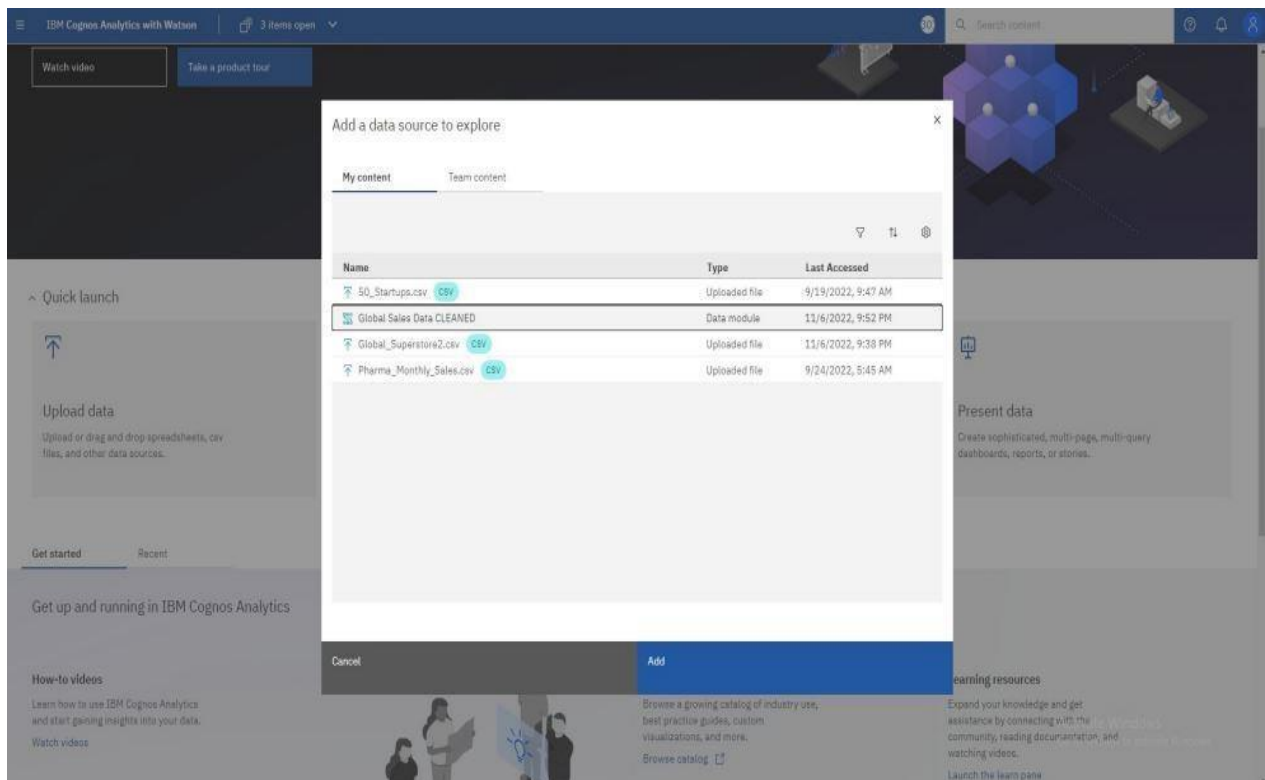 IBM Cognos Analytics with Watson
3 items open
Search content
Watch video
Take a product tour
Add a data source to explore
My content
Team content
Name
Type
Last Accessed
50_Startups.csv
CSV
Uploaded file
9/19/2022, 9:47 AM
Global Sales Data CLEANED
Data module
11/6/2022, 9:52 PM
Global_Superstore2.csv
CSV
Uploaded file
11/6/2022, 9:38 PM
Pharma_Monthly_Sales.csv
CSV
Uploaded file
9/24/2022, 5:45 AM
Cancel
Add
Quick launch
Upload data
Upload or drag and drop spreadsheets, csv
files, and other data sources.
Present data
Create sophisticated, multi-page, multi-query
dashboards, reports, or stories.
Get started
Recent
Get up and running in IBM Cognos Analytics
How-to videos
Learn how to use IBM Cognos Analytics
and start gaining insights into your data.
Watch videos
Browse a growing catalog of industry use,
best practice guides, custom
visualizations, and more.
Browse catalog
earning resources
Expand your knowledge and get
assistance by connecting with the
community, reading documentation, and
watching videos.
Launch the learn pane